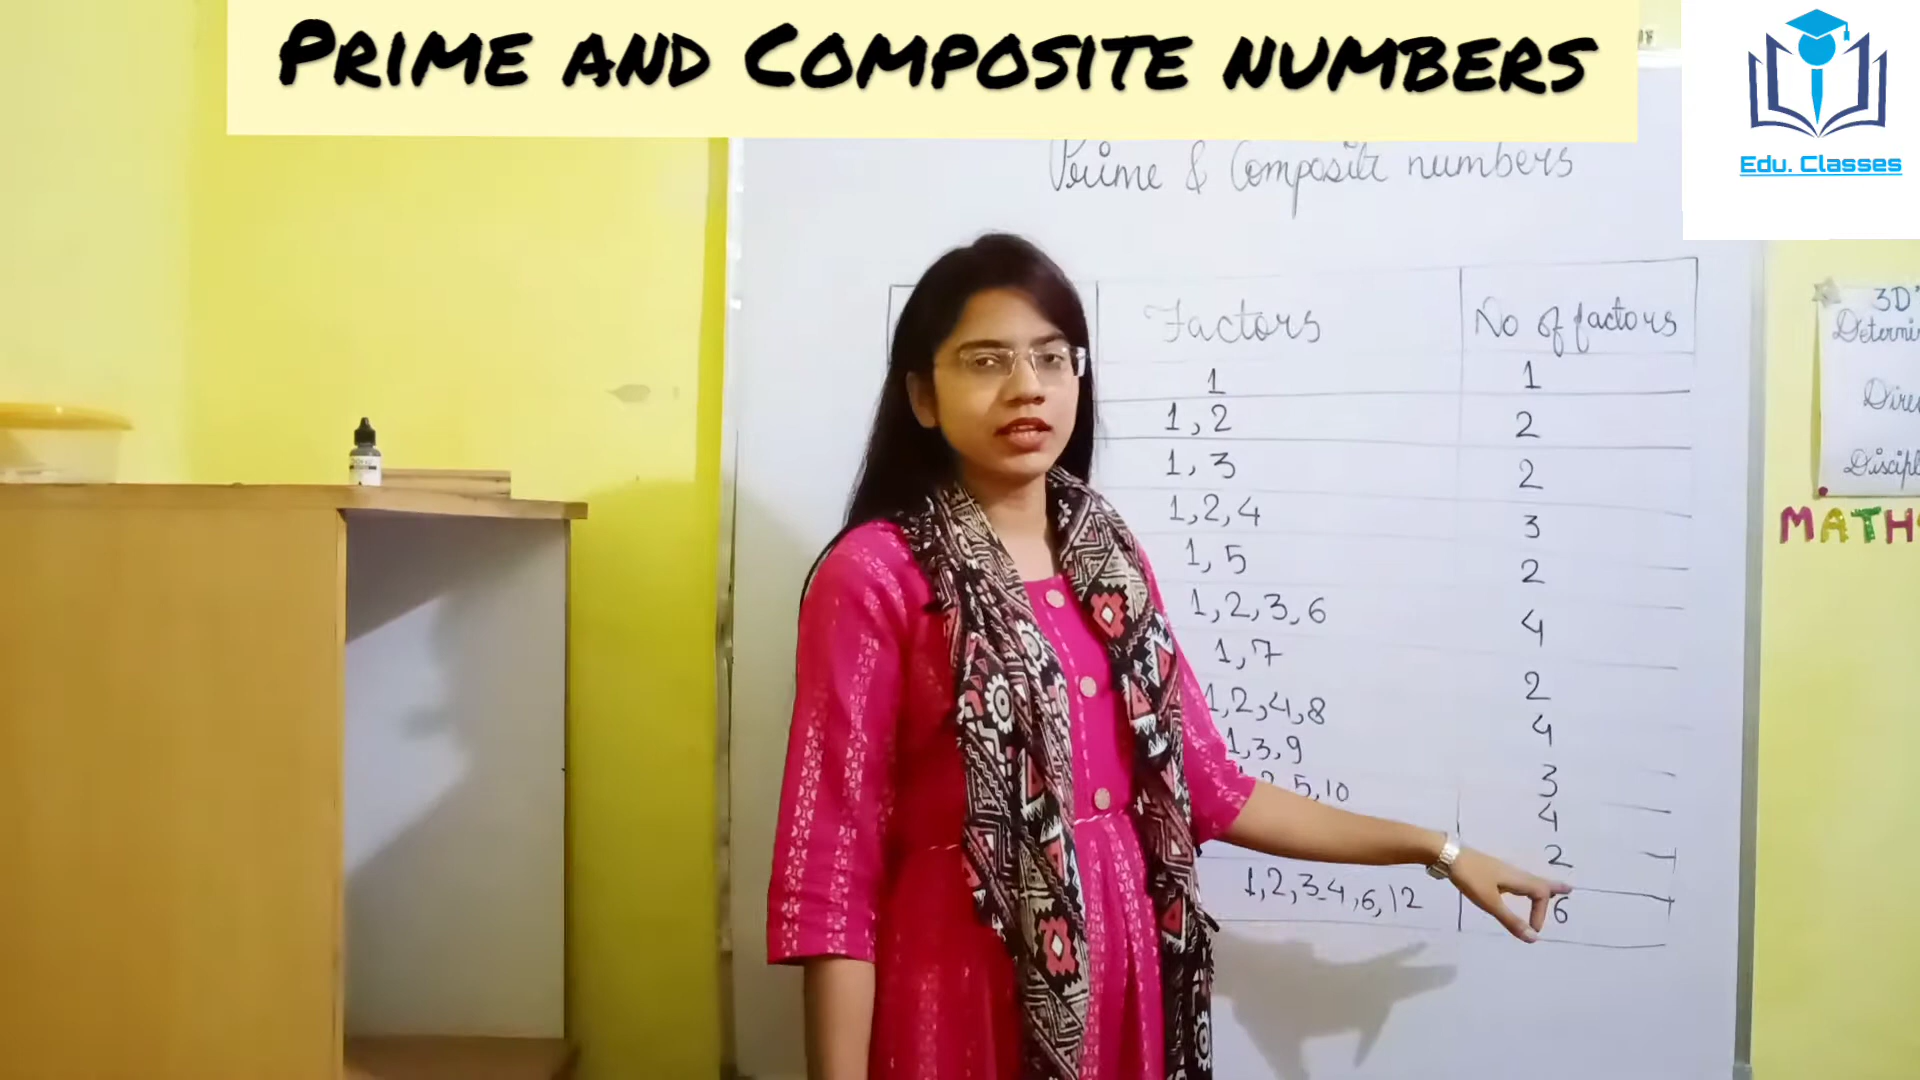 PRIME AND COMPOSITE NUMBERS
Edu. Classes
Prime & Composite numbers
Factors No of factors
1 1
1,2 2
1,3 2
1,2,4 3
1,5 2
1,2,3,6 4
1,7 2
1,2,4,8 4
1,3,9 3
5,10 4
2
1,2,3,4,6,12 6
3D'
MATH